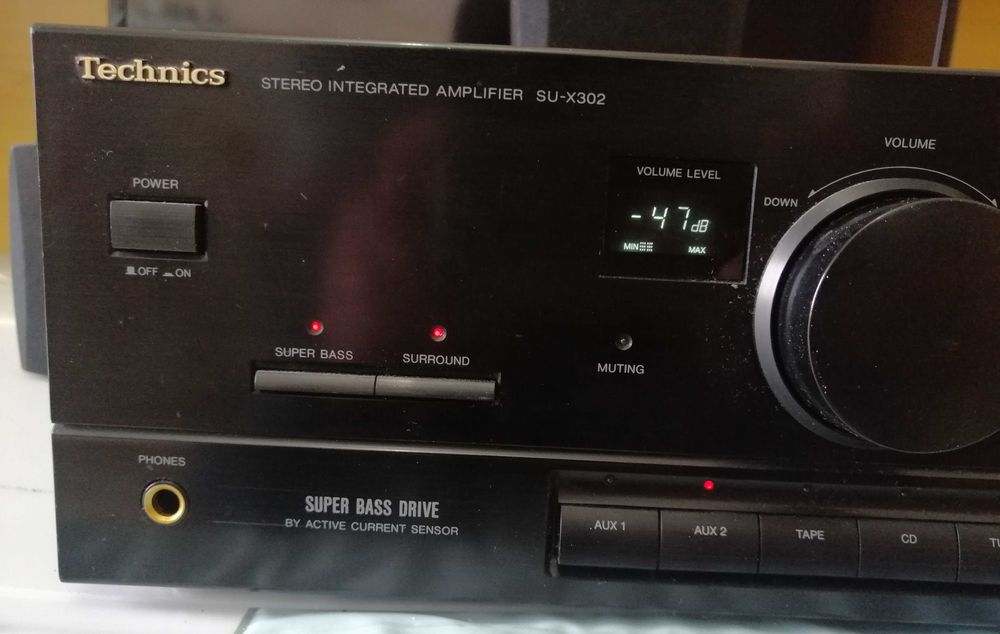 Technics
STEREO INTEGRATED AMPLIFIER SU-X302
VOLUME
POWER
VOLUME LEVEL
DOWN
-47dB
MIN MAX
OFF ON
SUPER BASS
SURROUND
MUTING
PHONES
SUPER BASS DRIVE
BY ACTIVE CURRENT SENSOR
AUX 1
AUX 2
TAPE
CD